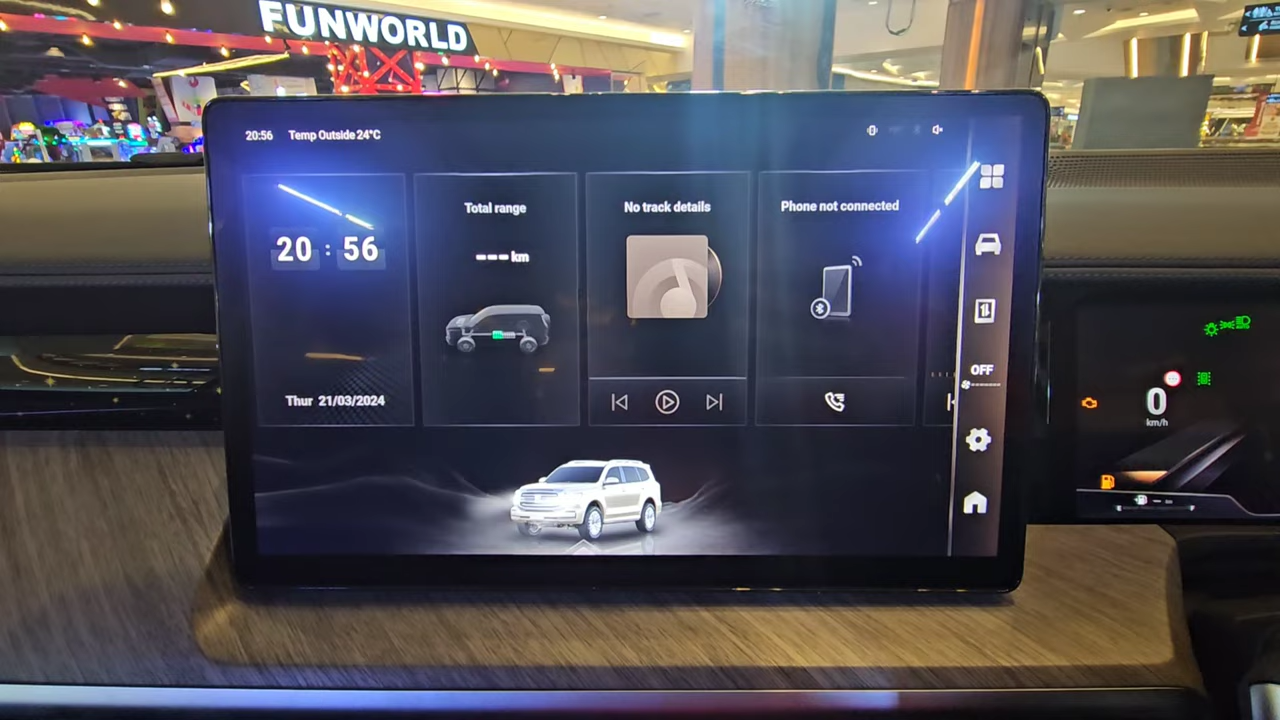 FUNWORLD
20:56 Temp Outside 24°C
20 : 56
Thur 21/03/2024
Total range
--- km
No track details
Phone not connected
OFF
0
km/h